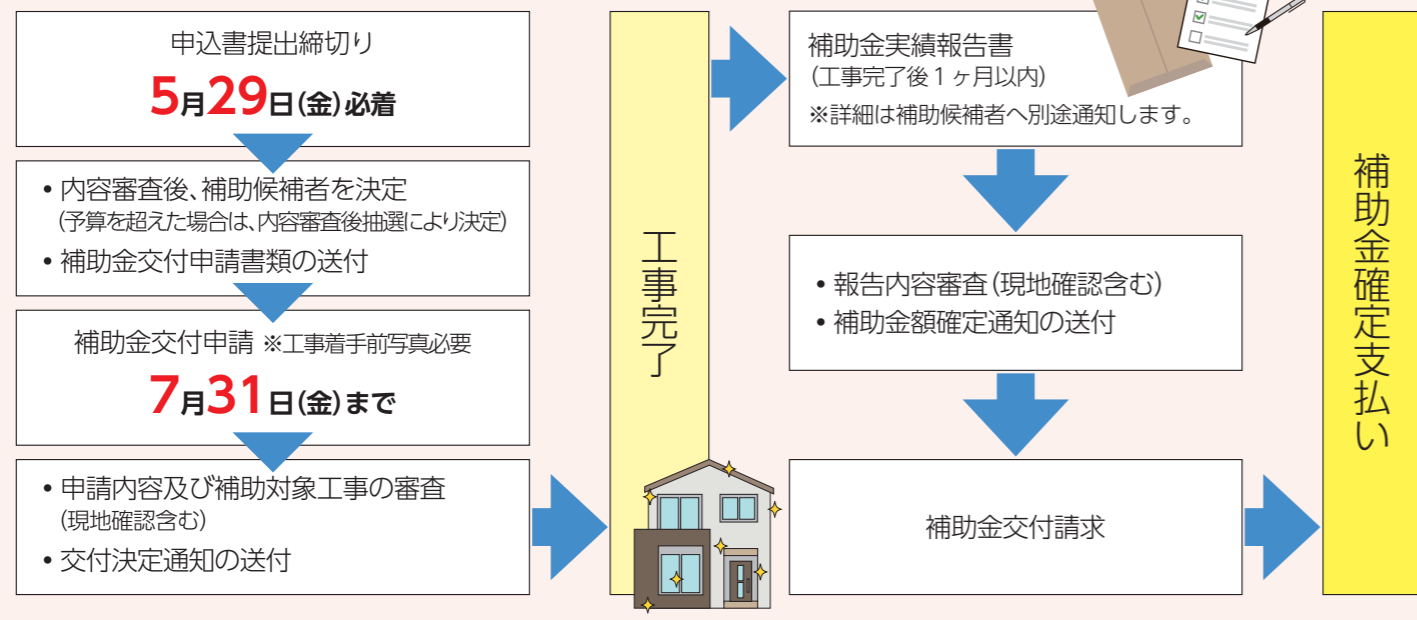 申込書提出締切り
5月29日(金)必着
• 内容審査後、補助候補者を決定
(予算を超えた場合は、内容審査後抽選により決定)
• 補助金交付申請書類の送付
補助金交付申請 ※工事着手前写真必要
7月31日(金)まで
• 申請内容及び補助対象工事の審査
(現地確認含む)
• 交付決定通知の送付
工事完了
補助金実績報告書
(工事完了後1ヶ月以内)
※詳細は補助候補者へ別途通知します。
• 報告内容審査(現地確認含む)
• 補助金額確定通知の送付
補助金交付請求
補助金確定支払い